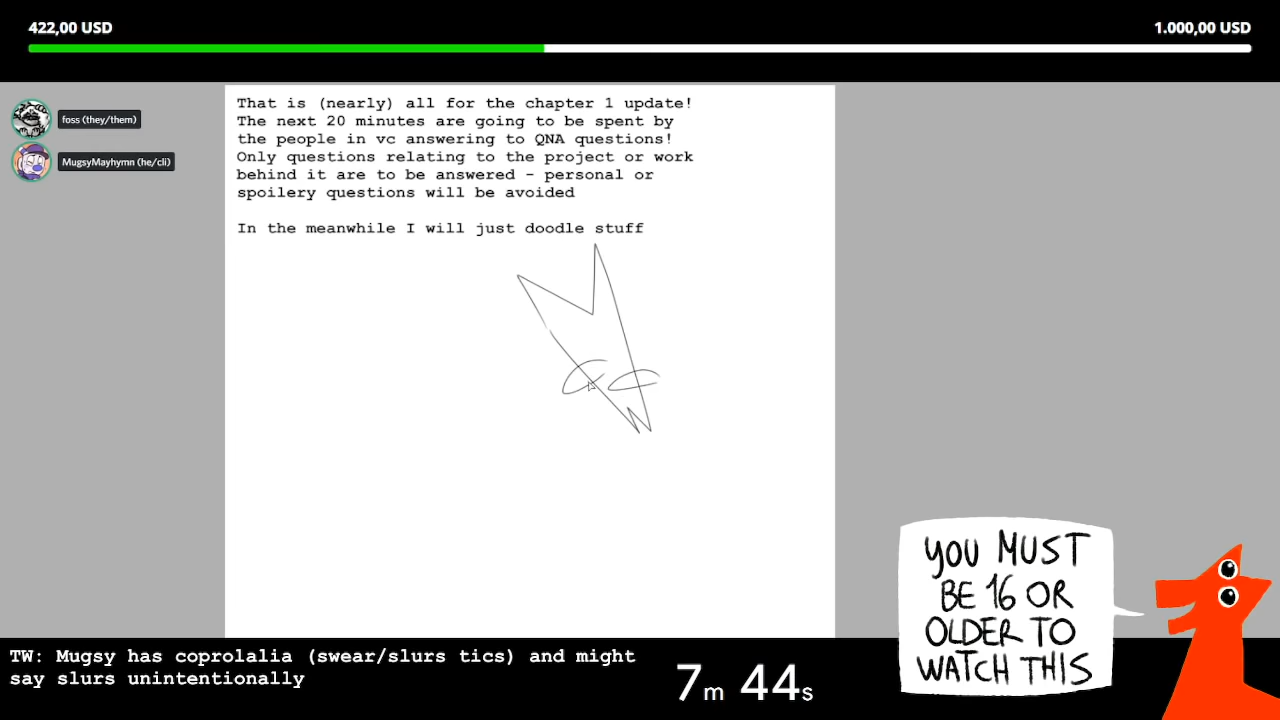 422,00 USD
1.000,00 USD
foss (they/them)
MugsyMayhymn (he/cli)
That is (nearly) all for the chapter 1 update!
The next 20 minutes are going to be spent by
the people in vc answering to QNA questions!
Only questions relating to the project or work
behind it are to be answered - personal or
spoilery questions will be avoided
In the meanwhile I will just doodle stuff
YOU MUST
BE 16 OR
OLDER TO
WATCH THIS
TW: Mugsy has coprolalia (swear/slurs tics) and might
say slurs unintentionally
7m 44s